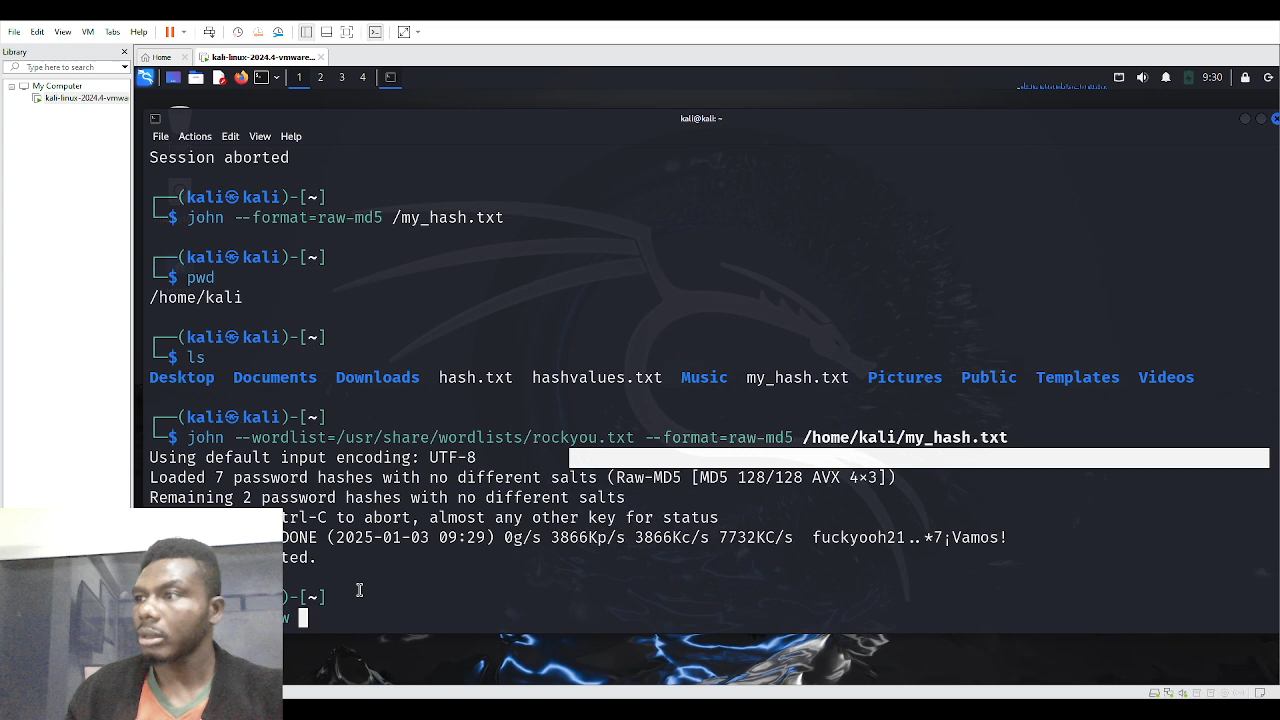 File Edit View VM Tabs Help
Library
Type here to search
My Computer
kali-linux-2024.4-vmwa
Home
kali-linux-2024.4-vmware...
1 2 3 4
9:30
kali@kali: ~
File Actions Edit View Help
Session aborted
┌──(kali㉿kali)-[~]
└─$ john --format=raw-md5 /my_hash.txt
┌──(kali㉿kali)-[~]
└─$ pwd
/home/kali
┌──(kali㉿kali)-[~]
└─$ ls
Desktop Documents Downloads hash.txt hashvalues.txt Music my_hash.txt Pictures Public Templates Videos
┌──(kali㉿kali)-[~]
└─$ john --wordlist=/usr/share/wordlists/rockyou.txt --format=raw-md5 /home/kali/my_hash.txt
Using default input encoding: UTF-8
Loaded 7 password hashes with no different salts (Raw-MD5 [MD5 128/128 AVX 4×3])
Remaining 2 password hashes with no different salts
trl-C to abort, almost any other key for status
DONE (2025-01-03 09:29) 0g/s 3866Kp/s 3866Kc/s 7732KC/s fuckyooh21..*7¡Vamos!
ted.
)-[~]
w